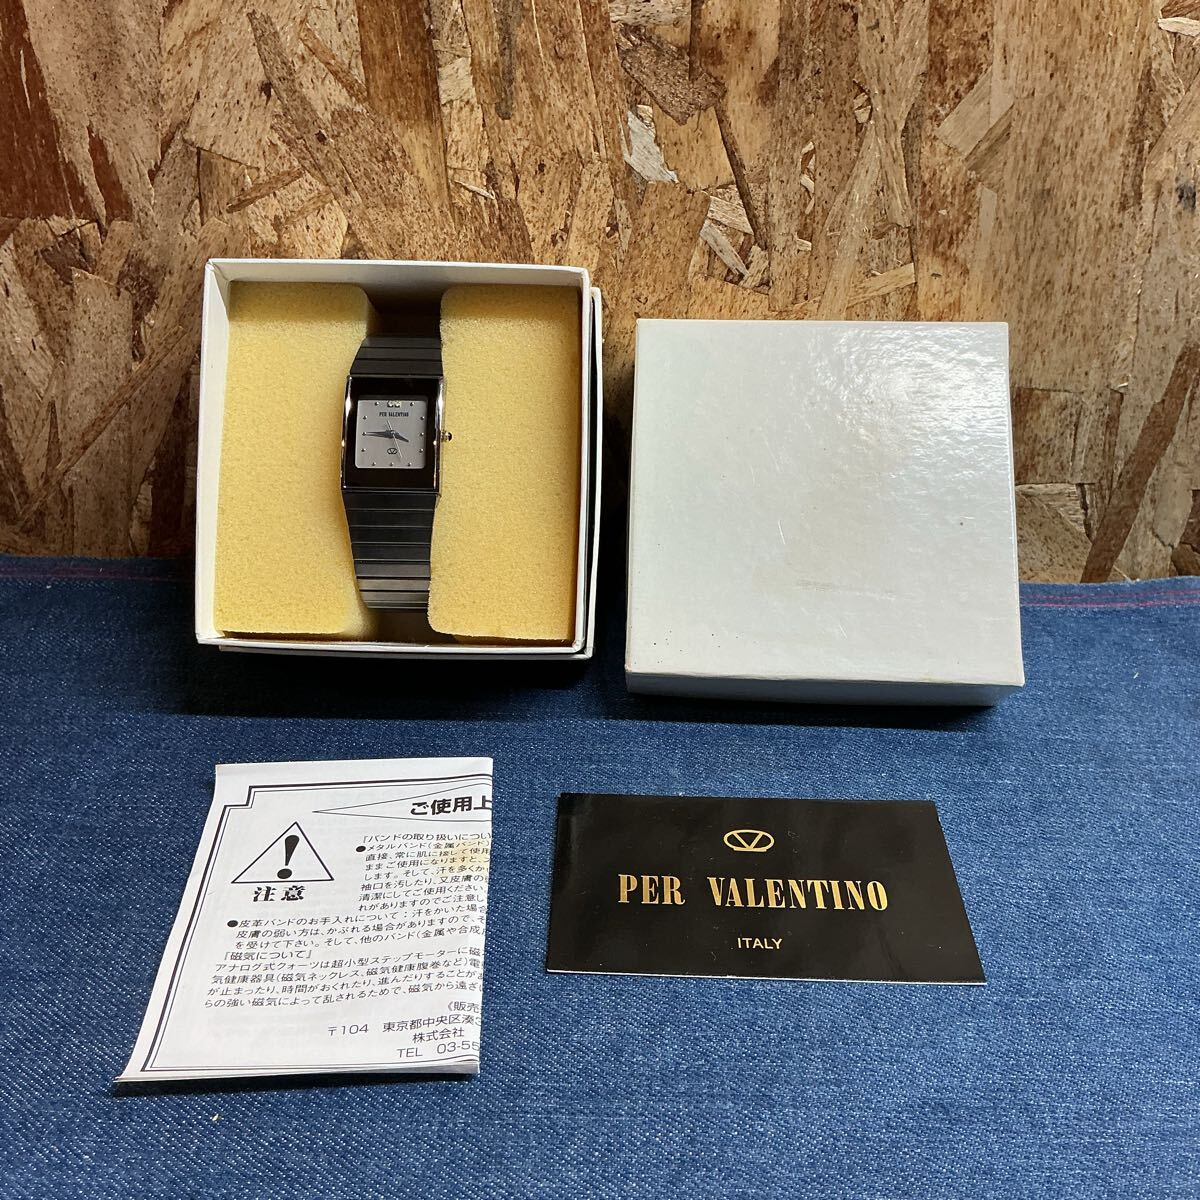 PER VALENTINO
ご使用上
注意
「バンドの取り扱いについ
●メタルバンド(金属バンド)
直接、常に肌に接して使用
ままご使用になりますと、
します。そして、汗を多くか
袖口を汚したり、又皮膚の
清潔にしてご使用ください
れがありますのでご注意し
●皮革バンドのお手入れについて:汗をかいた場合
皮膚の弱い方は、かぶれる場合がありますので、そ
を受けて下さい。そして、他のバンド(金属や合成
『磁気について』
アナログ式クォーツは超小型ステップモーターに磁
気健康器具(磁気ネックレス、磁気健康腹巻など)電
が止まったり、時間がおくれたり、進んだりすることが
らの強い磁気によって乱されるためで、磁気から遠ざ
《販売
〒104 東京都中央区湊3
株式会社
TEL 03-55
PER VALENTINO
ITALY